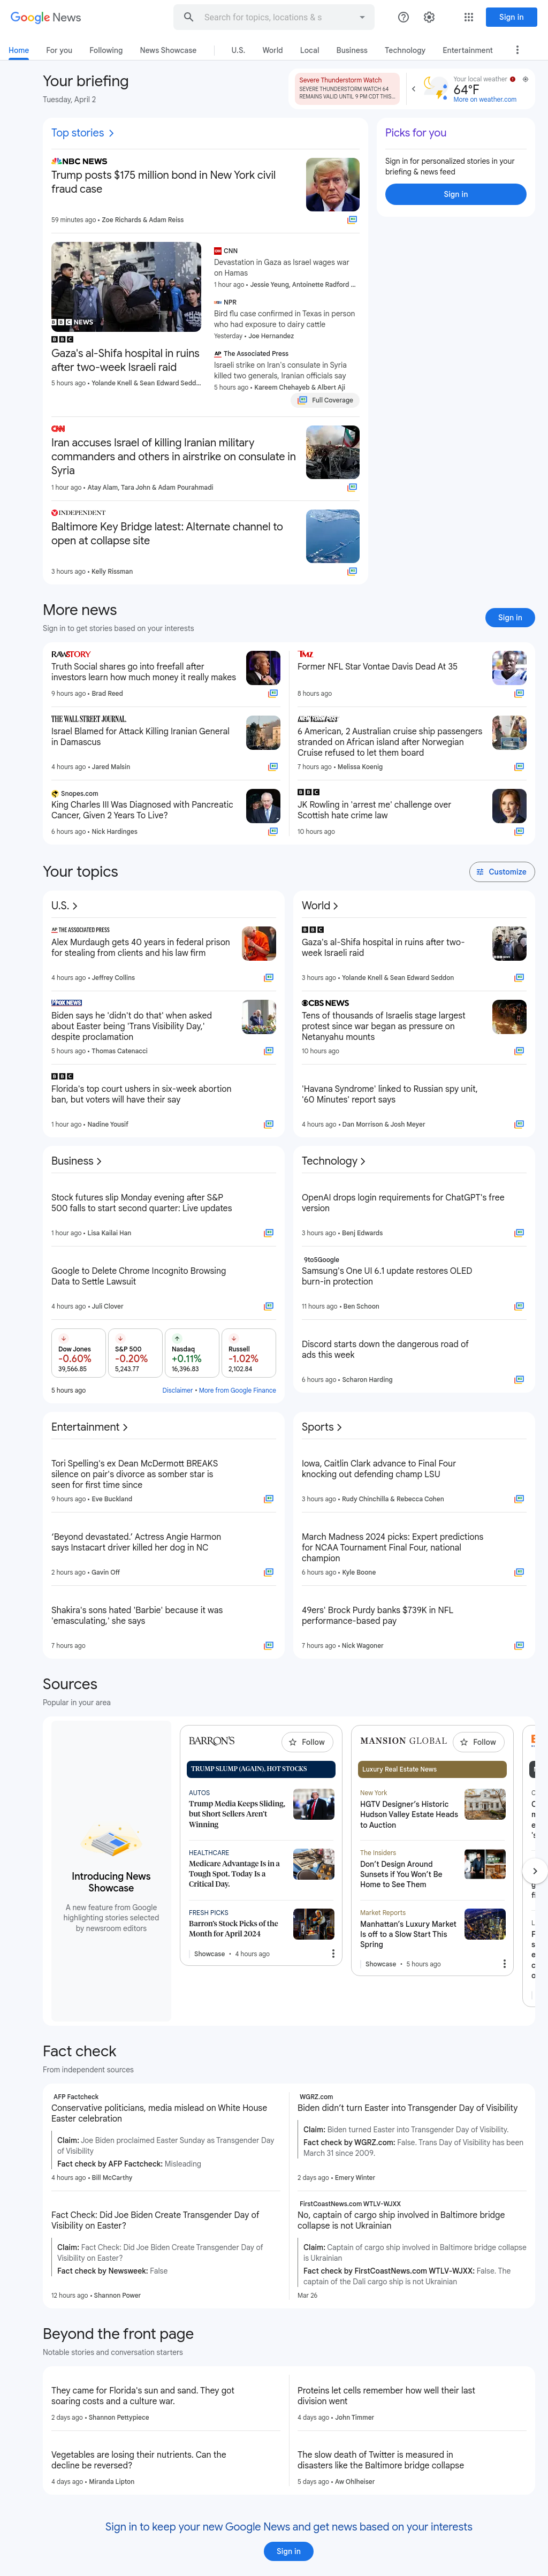 Google News
Search for topics, locations & s
Sign in
Home
For you
Following
News Showcase
U.S.
World
Local
Business
Technology
Entertainment
Your briefing
Tuesday, April 2
Severe Thunderstorm Watch
SEVERE THUNDERSTORM WATCH 64
REMAINS VALID UNTIL 9 PM CDT THIS...
Your local weather
64°F
More on weather.com
Top stories
NBC NEWS
Trump posts $175 million bond in New York civil
fraud case
59 minutes ago • Zoe Richards & Adam Reiss
BBC NEWS
BBC
Gaza's al-Shifa hospital in ruins
after two-week Israeli raid
5 hours ago • Yolande Knell & Sean Edward Sedd...
CNN
Devastation in Gaza as Israel wages war
on Hamas
1 hour ago • Jessie Yeung, Antoinette Radford ...
NPR
Bird flu case confirmed in Texas in person
who had exposure to dairy cattle
Yesterday • Joe Hernandez
The Associated Press
Israeli strike on Iran's consulate in Syria
killed two generals, Iranian officials say
5 hours ago • Kareem Chehayeb & Albert Aji
Full Coverage
CNN
Iran accuses Israel of killing Iranian military
commanders and others in airstrike on consulate in
Syria
1 hour ago • Atay Alam, Tara John & Adam Pourahmadi
INDEPENDENT
Baltimore Key Bridge latest: Alternate channel to
open at collapse site
3 hours ago • Kelly Rissman
Picks for you
Sign in for personalized stories in your
briefing & news feed
Sign in
More news
Sign in to get stories based on your interests
Sign in
RAWSTORY
Truth Social shares go into freefall after
investors learn how much money it really makes
9 hours ago • Brad Reed
TMZ
Former NFL Star Vontae Davis Dead At 35
8 hours ago
THE WALL STREET JOURNAL
Israel Blamed for Attack Killing Iranian General
in Damascus
4 hours ago • Jared Malsin
NEW YORK POST
6 American, 2 Australian cruise ship passengers
stranded on African island after Norwegian
Cruise refused to let them board
7 hours ago • Melissa Koenig
Snopes.com
King Charles III Was Diagnosed with Pancreatic
Cancer, Given 2 Years To Live?
6 hours ago • Nick Hardinges
BBC
JK Rowling in 'arrest me' challenge over
Scottish hate crime law
10 hours ago
Your topics
Customize
U.S.
THE ASSOCIATED PRESS
Alex Murdaugh gets 40 years in federal prison
for stealing from clients and his law firm
4 hours ago • Jeffrey Collins
FOX NEWS
Biden says he 'didn't do that' when asked
about Easter being 'Trans Visibility Day,'
despite proclamation
5 hours ago • Thomas Catenacci
BBC
Florida's top court ushers in six-week abortion
ban, but voters will have their say
1 hour ago • Nadine Yousif
World
BBC
Gaza's al-Shifa hospital in ruins after two-
week Israeli raid
3 hours ago • Yolande Knell & Sean Edward Seddon
CBS NEWS
Tens of thousands of Israelis stage largest
protest since war began as pressure on
Netanyahu mounts
10 hours ago
'Havana Syndrome' linked to Russian spy unit,
'60 Minutes' report says
4 hours ago • Dan Morrison & Josh Meyer
Business
Stock futures slip Monday evening after S&P
500 falls to start second quarter: Live updates
1 hour ago • Lisa Kailai Han
Google to Delete Chrome Incognito Browsing
Data to Settle Lawsuit
4 hours ago • Juli Clover
Dow Jones
-0.60%
39,566.85
S&P 500
-0.20%
5,243.77
Nasdaq
+0.11%
16,396.83
Russell
-1.02%
2,102.84
5 hours ago
Disclaimer • More from Google Finance
Technology
OpenAI drops login requirements for ChatGPT's free
version
3 hours ago • Benj Edwards
9to5Google
Samsung's One UI 6.1 update restores OLED
burn-in protection
11 hours ago • Ben Schoon
Discord starts down the dangerous road of
ads this week
6 hours ago • Scharon Harding
Entertainment
Tori Spelling's ex Dean McDermott BREAKS
silence on pair's divorce as somber star is
seen for first time since
9 hours ago • Eve Buckland
'Beyond devastated.' Actress Angie Harmon
says Instacart driver killed her dog in NC
2 hours ago • Gavin Off
Shakira's sons hated 'Barbie' because it was
'emasculating,' she says
7 hours ago
Sports
Iowa, Caitlin Clark advance to Final Four
knocking out defending champ LSU
3 hours ago • Rudy Chinchilla & Rebecca Cohen
March Madness 2024 picks: Expert predictions
for NCAA Tournament Final Four, national
champion
6 hours ago • Kyle Boone
49ers' Brock Purdy banks $739K in NFL
performance-based pay
7 hours ago • Nick Wagoner
Sources
Popular in your area
Introducing News
Showcase
A new feature from Google
highlighting stories selected
by newsroom editors
BARRON'S
Follow
TRUMP SLUMP (AGAIN), HOT STOCKS
AUTOS
Trump Media Keeps Sliding,
but Short Sellers Aren't
Winning
HEALTHCARE
Medicare Advantage Is in a
Tough Spot. Today Is a
Critical Day.
FRESH PICKS
Barron's Stock Picks of the
Month for April 2024
Showcase • 4 hours ago
MANSION GLOBAL
Follow
Luxury Real Estate News
New York
HGTV Designer's Historic
Hudson Valley Estate Heads
to Auction
The Insiders
Don't Design Around
Sunsets if You Won't Be
Home to See Them
Market Reports
Manhattan's Luxury Market
Is off to a Slow Start This
Spring
Showcase • 5 hours ago
Fact check
From independent sources
AFP Factcheck
Conservative politicians, media mislead on White House
Easter celebration
Claim: Joe Biden proclaimed Easter Sunday as Transgender Day
of Visibility
Fact check by AFP Factcheck: Misleading
4 hours ago • Bill McCarthy
WGRZ.com
Biden didn't turn Easter into Transgender Day of Visibility
Claim: Biden turned Easter into Transgender Day of Visibility.
Fact check by WGRZ.com: False. Trans Day of Visibility has been
March 31 since 2009.
2 days ago • Emery Winter
Fact Check: Did Joe Biden Create Transgender Day of
Visibility on Easter?
Claim: Fact Check: Did Joe Biden Create Transgender Day of
Visibility on Easter?
Fact check by Newsweek: False
12 hours ago • Shannon Power
FirstCoastNews.com WTLV-WJXX
No, captain of cargo ship involved in Baltimore bridge
collapse is not Ukrainian
Claim: Captain of cargo ship involved in Baltimore bridge collapse
is Ukrainian
Fact check by FirstCoastNews.com WTLV-WJXX: False. The
captain of the Dali cargo ship is not Ukrainian
Mar 26
Beyond the front page
Notable stories and conversation starters
They came for Florida's sun and sand. They got
soaring costs and a culture war.
2 days ago • Shannon Pettypiece
Proteins let cells remember how well their last
division went
4 days ago • John Timmer
Vegetables are losing their nutrients. Can the
decline be reversed?
4 days ago • Miranda Lipton
The slow death of Twitter is measured in
disasters like the Baltimore bridge collapse
5 days ago • Aw Ohlheiser
Sign in to keep your new Google News and get news based on your interests
Sign in